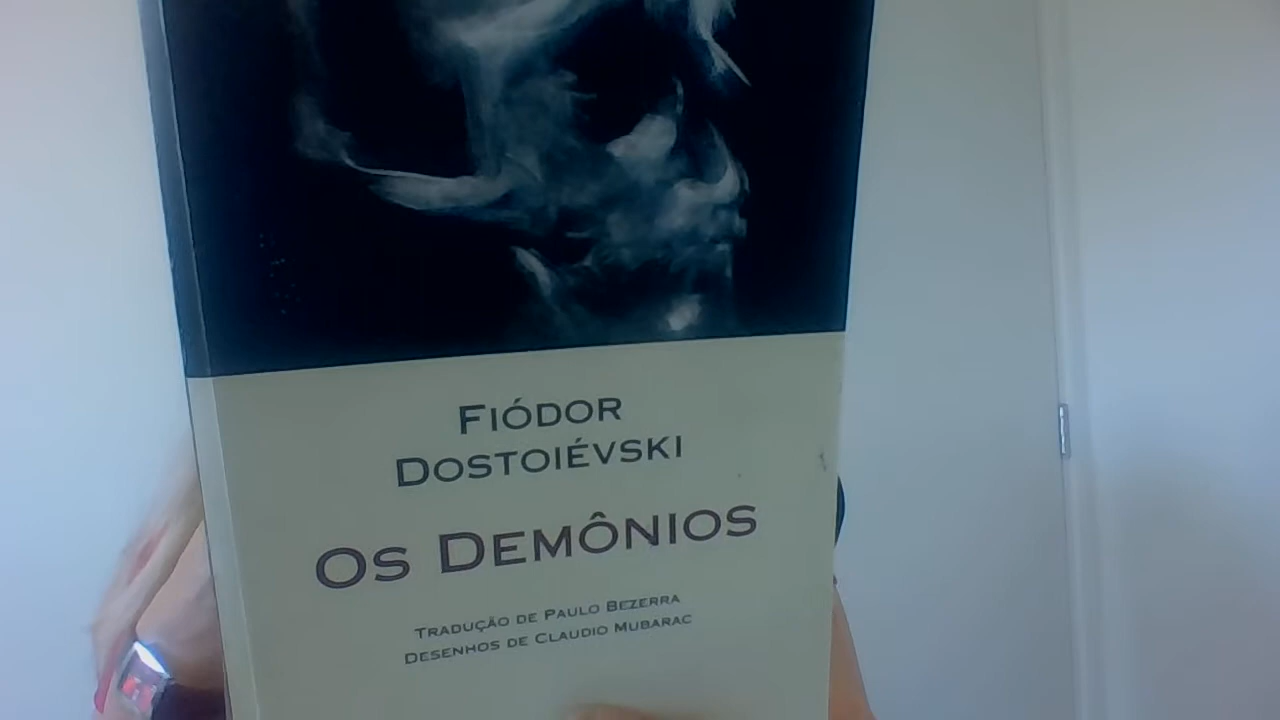 FIÓDOR
DOSTOIÉVSKI
OS DEMÔNIOS
TRADUÇÃO DE PAULO BEZERRA
DESENHOS DE CLAUDIO MUBARAC